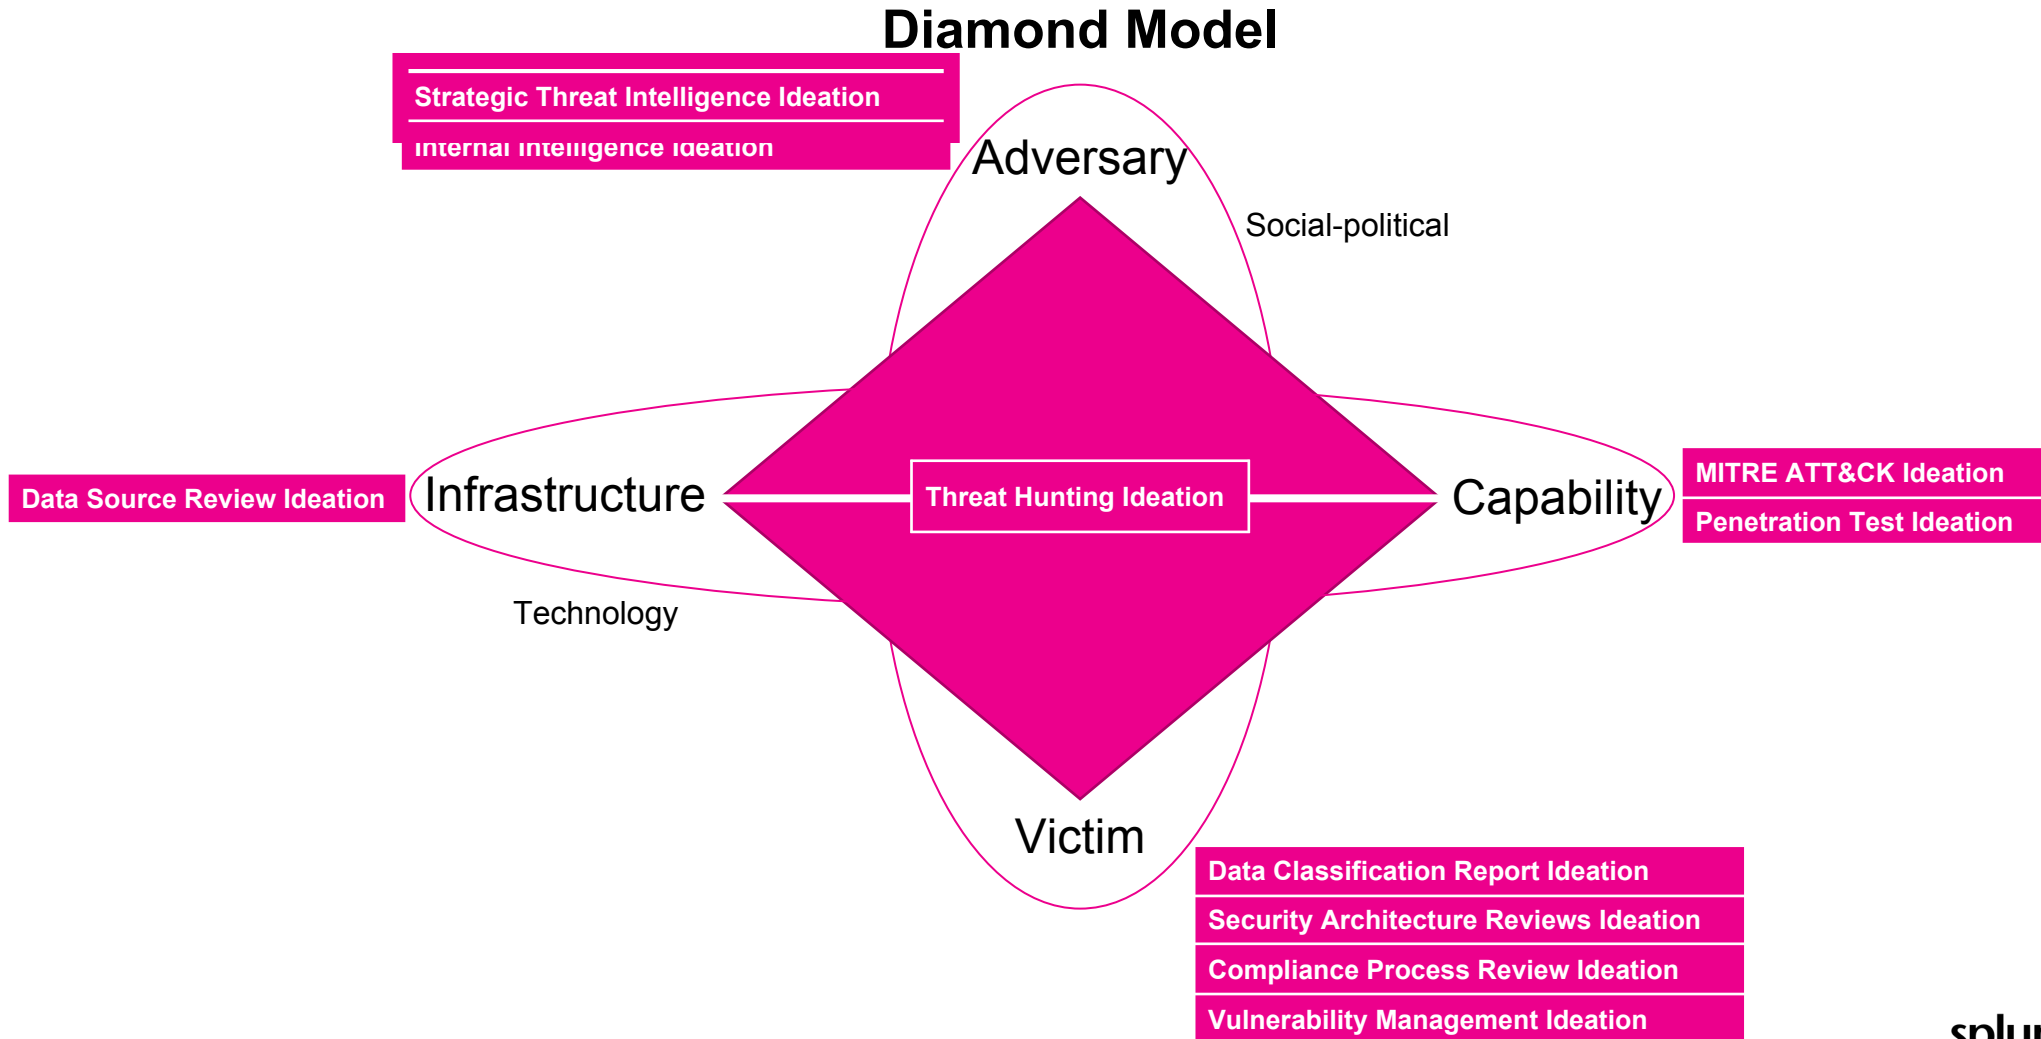 Diamond Model
Strategic Threat Intelligence Ideation
Internal Intelligence Ideation
Adversary
Social-political
Data Source Review Ideation
Infrastructure
Threat Hunting Ideation
Capability
MITRE ATT&CK Ideation
Penetration Test Ideation
Technology
Victim
Data Classification Report Ideation
Security Architecture Reviews Ideation
Compliance Process Review Ideation
Vulnerability Management Ideation